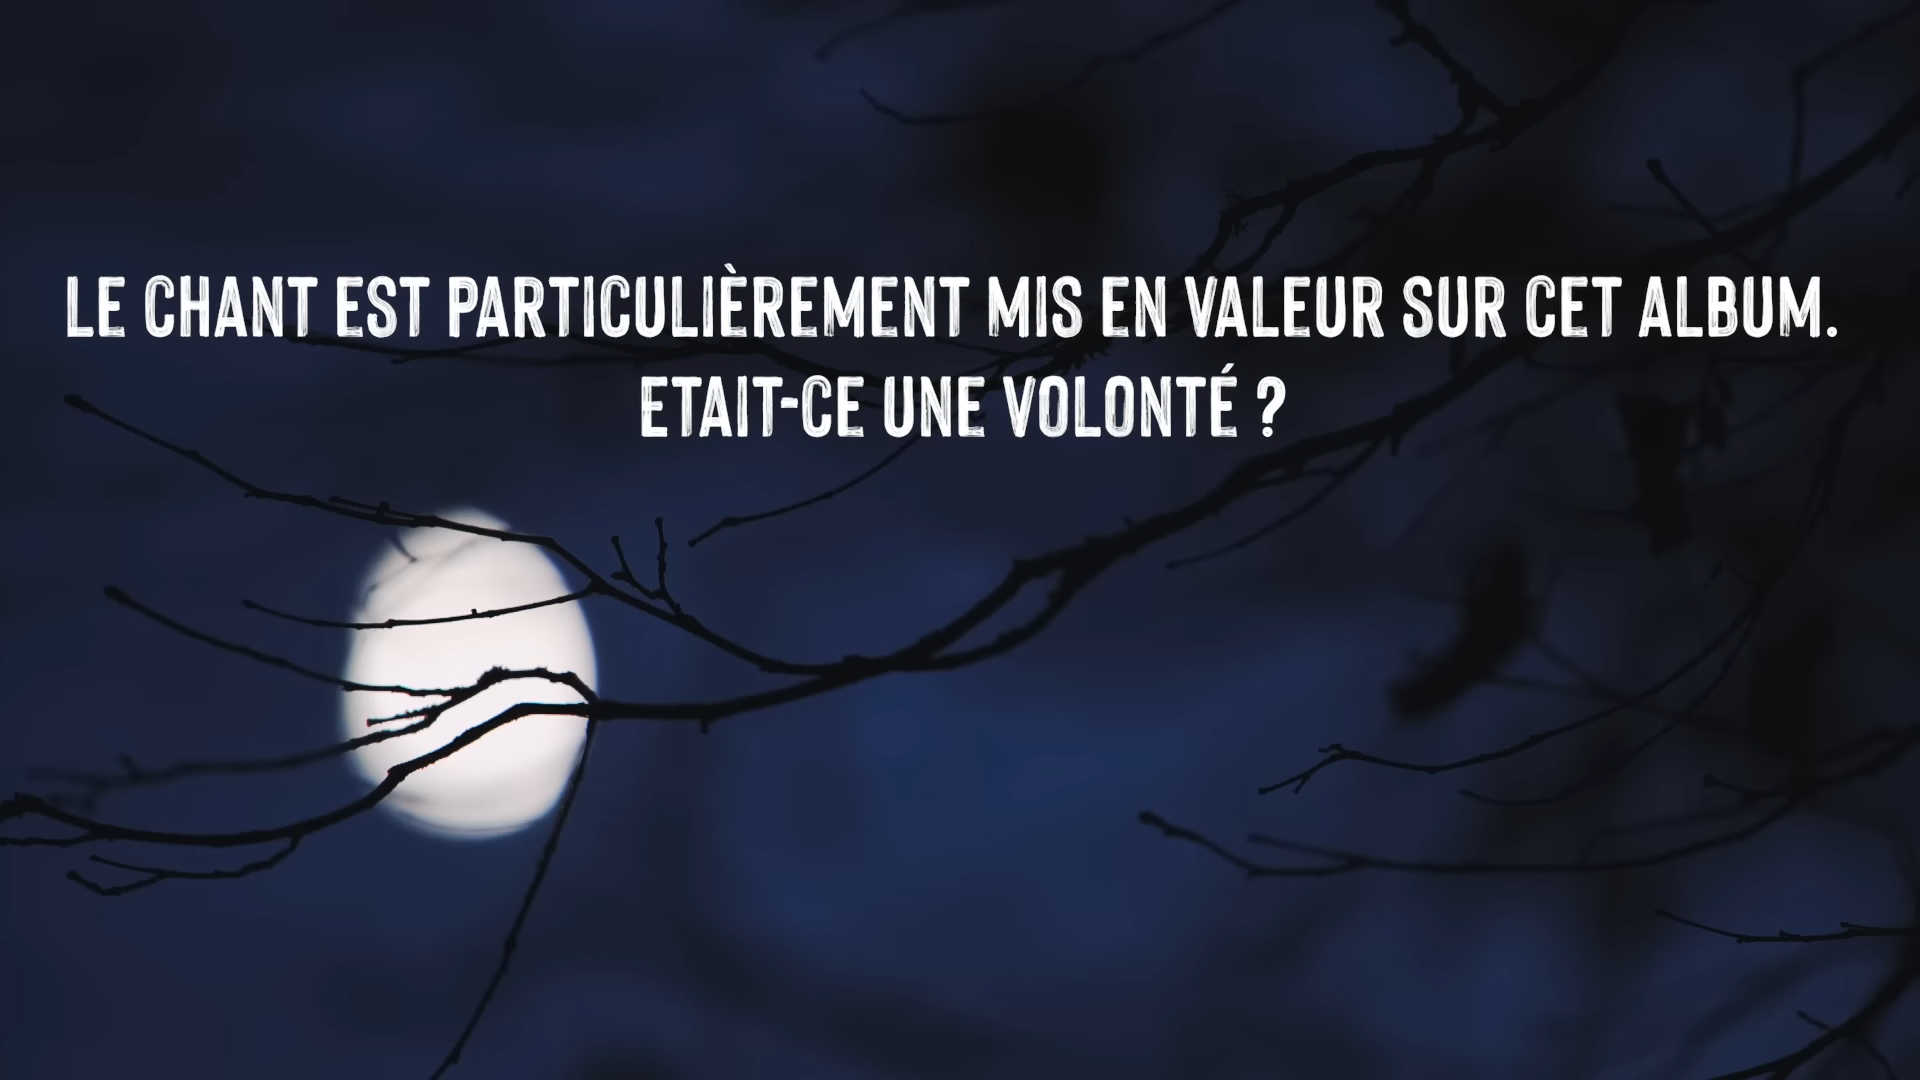 LE CHANT EST PARTICULIÈREMENT MIS EN VALEUR SUR CET ALBUM.
ETAIT-CE UNE VOLONTÉ ?